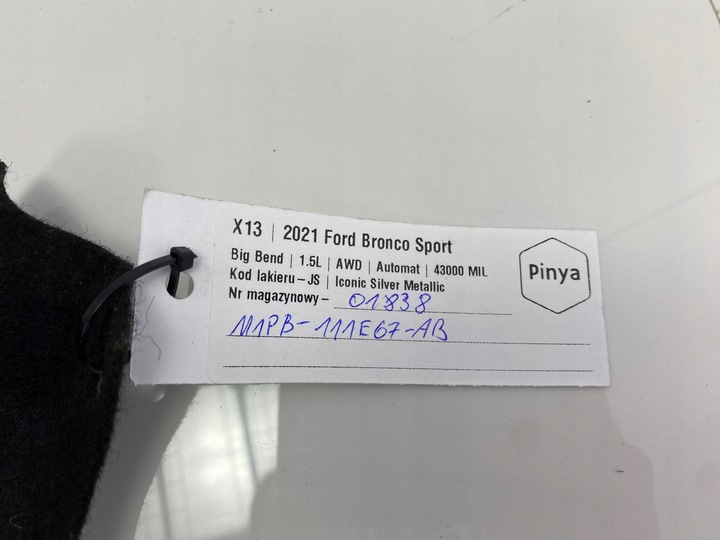 X13 | 2021 Ford Bronco Sport
Big Bend | 1.5L | AWD | Automat | 43000 MIL
Kod lakieru – JS | Iconic Silver Metallic
Nr magazynowy – 01838
M1PB-111E67-AB
Pinya